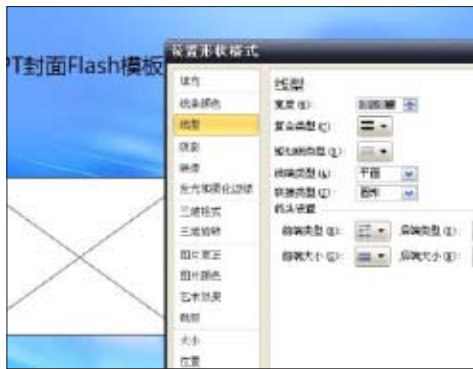 PT封面Flash模板
设置形状格式
填充
线条颜色
线型
阴影
映像
发光和柔化边缘
三维格式
三维旋转
图片更正
图片颜色
艺术效果
裁剪
大小
位置
线型
宽度(W):
复合类型(C):
短划线类型(D):
线端类型(A): 平面
联接类型(J): 圆形
箭头设置
前端类型(B): 后端类型(E):
前端大小(S): 后端大小(N):